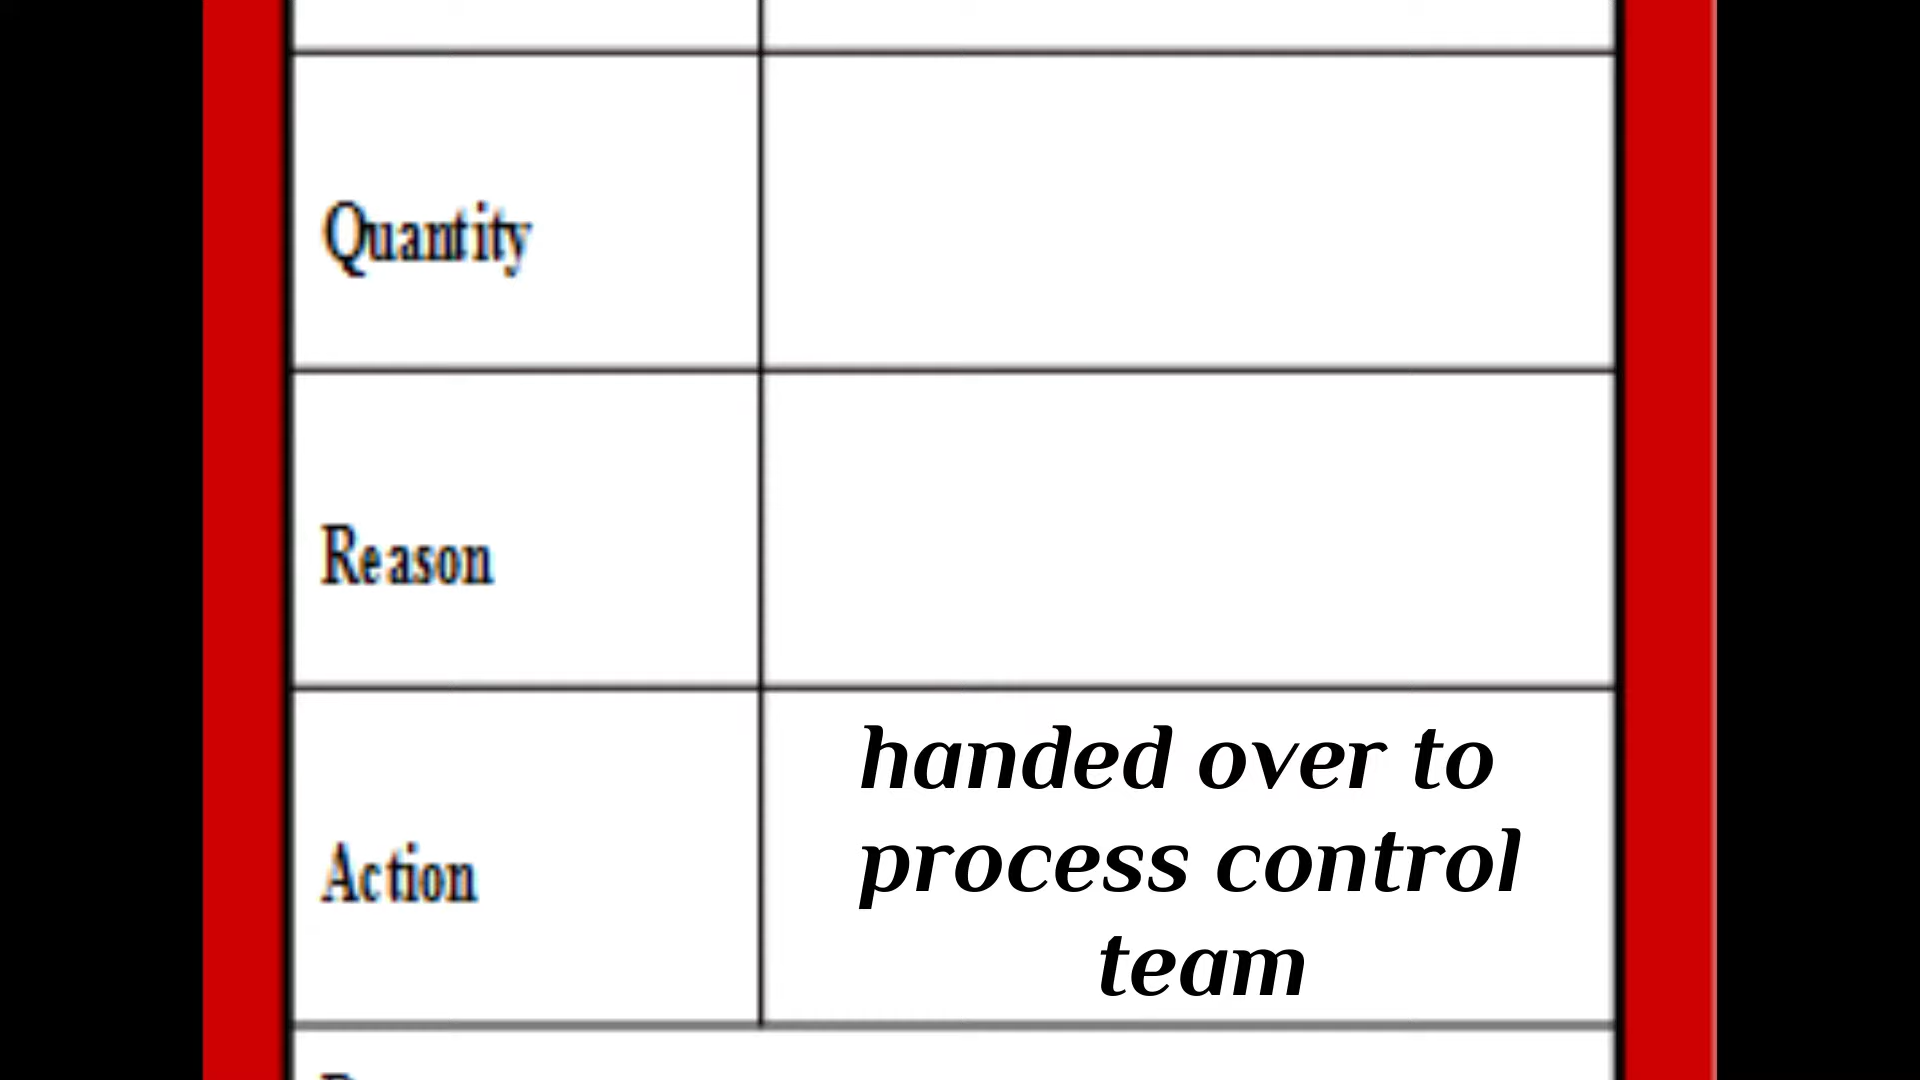 Quantity
Reason
Action
handed over to
process control
team